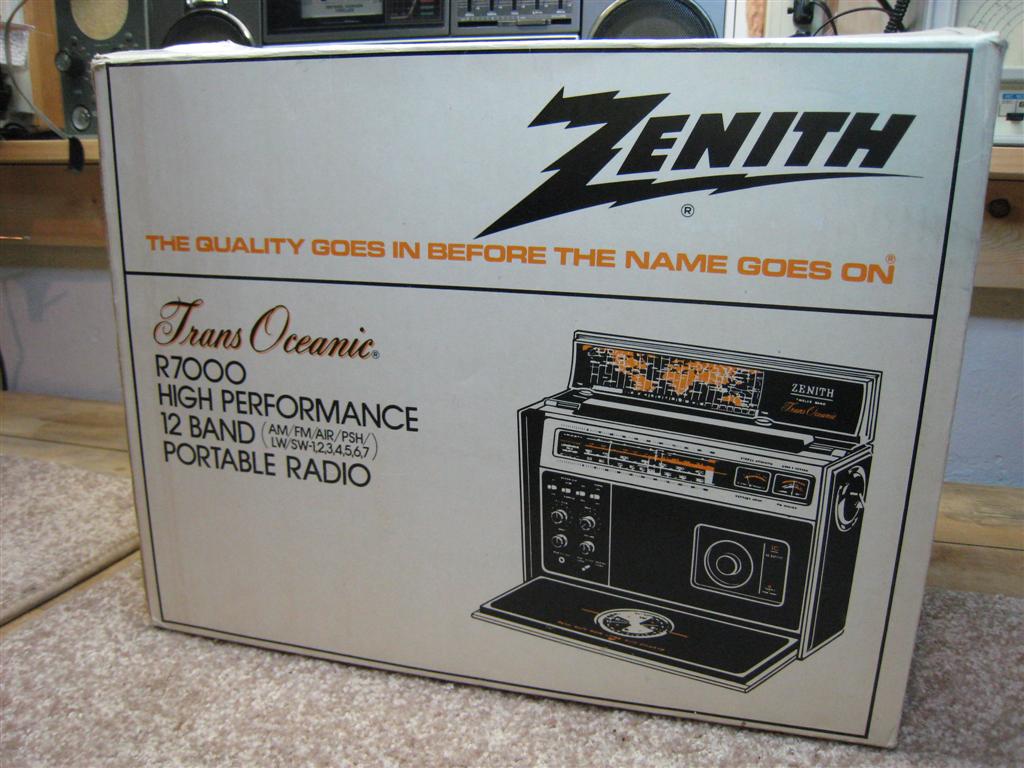 ZENITH
®
THE QUALITY GOES IN BEFORE THE NAME GOES ON®
Trans Oceanic®
R7000
HIGH PERFORMANCE
12 BAND (AM/FM/AIR/PSH/
LW/SW-1,2,3,4,5,6,7)
PORTABLE RADIO
ZENITH
Trans Oceanic